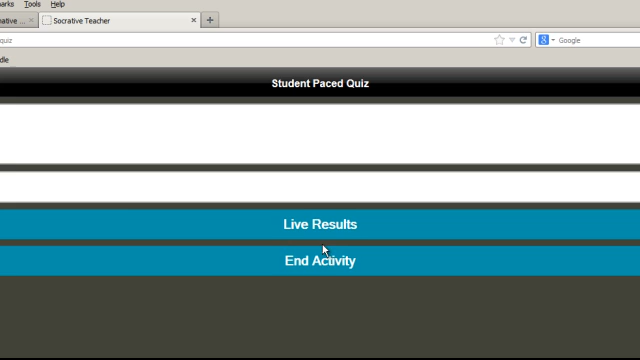 arks Tools Help
native ... × Socrative Teacher × +
quiz Google
dle
Student Paced Quiz
Live Results
End Activity